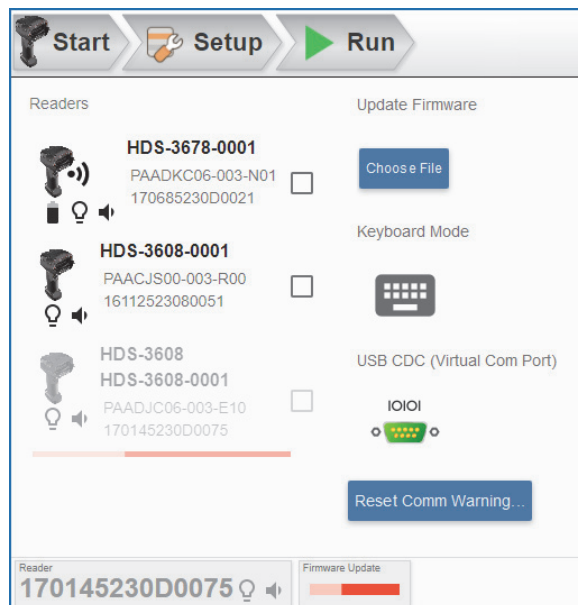 Start Setup Run
Readers
HDS-3678-0001
PAADKC06-003-N01
170685230D0021
HDS-3608-0001
PAACJS00-003-R00
16112523080051
HDS-3608
HDS-3608-0001
PAADJC06-003-E10
170145230D0075
Update Firmware
Choose File
Keyboard Mode
USB CDC (Virtual Com Port)
IOIOI
Reset Comm Warning...
Reader
170145230D0075
Firmware Update